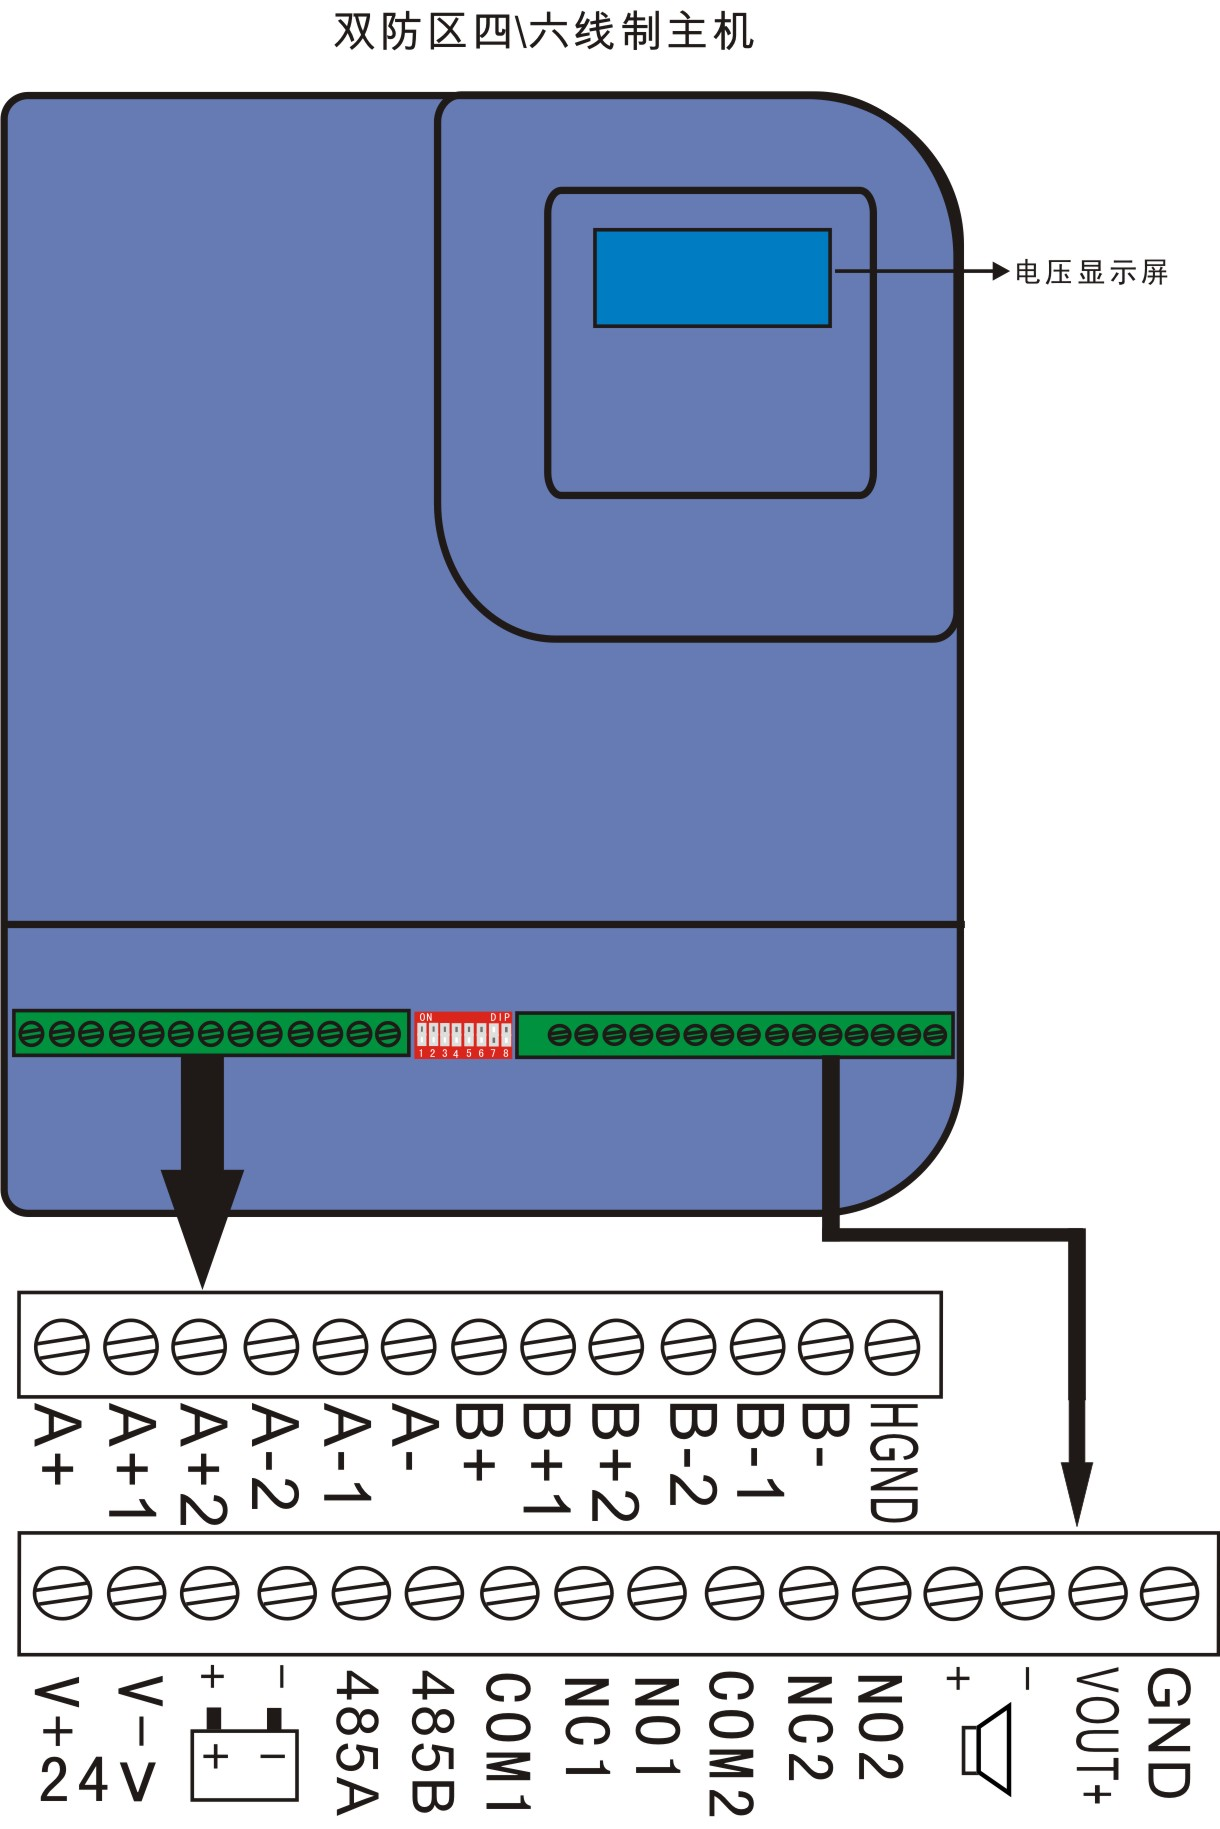 双防区四\六线制主机
电压显示屏
ON DIP
1 2 3 4 5 6 7 8
A+ A+1 A+2 A-2 A-1 A- B+ B+1 B+2 B-2 B-1 B- HGND
V+ V- + - 485A 485B COM1 NC1 NO1 COM2 NC2 NO2 + - VOUT+ GND
24V + -